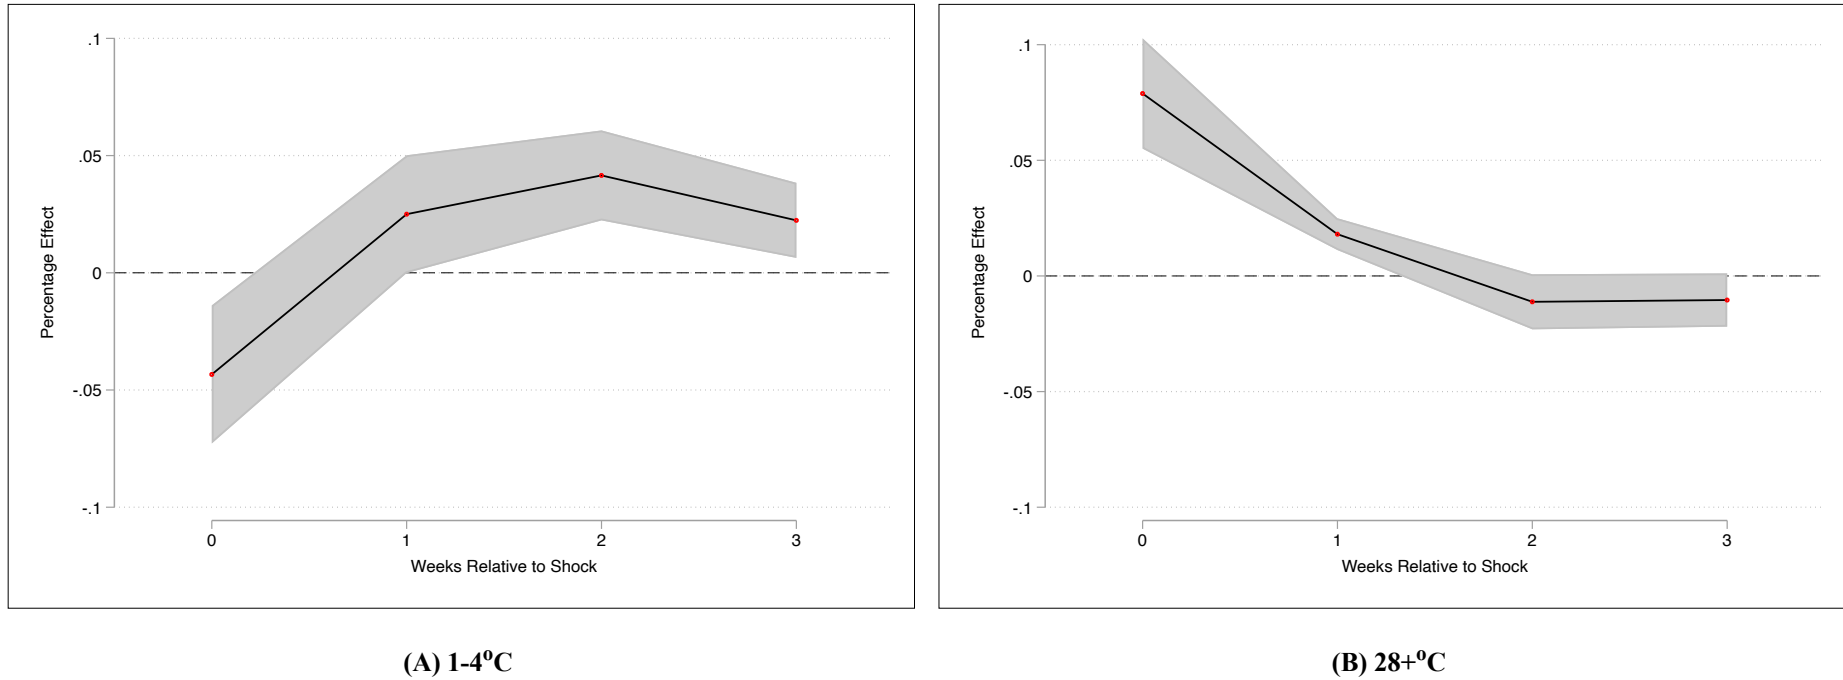 .1
.05
0
-.05
-.1
Percentage Effect
0 1 2 3
Weeks Relative to Shock
(A) 1-4°C
.1
.05
0
-.05
-.1
Percentage Effect
0 1 2 3
Weeks Relative to Shock
(B) 28+°C